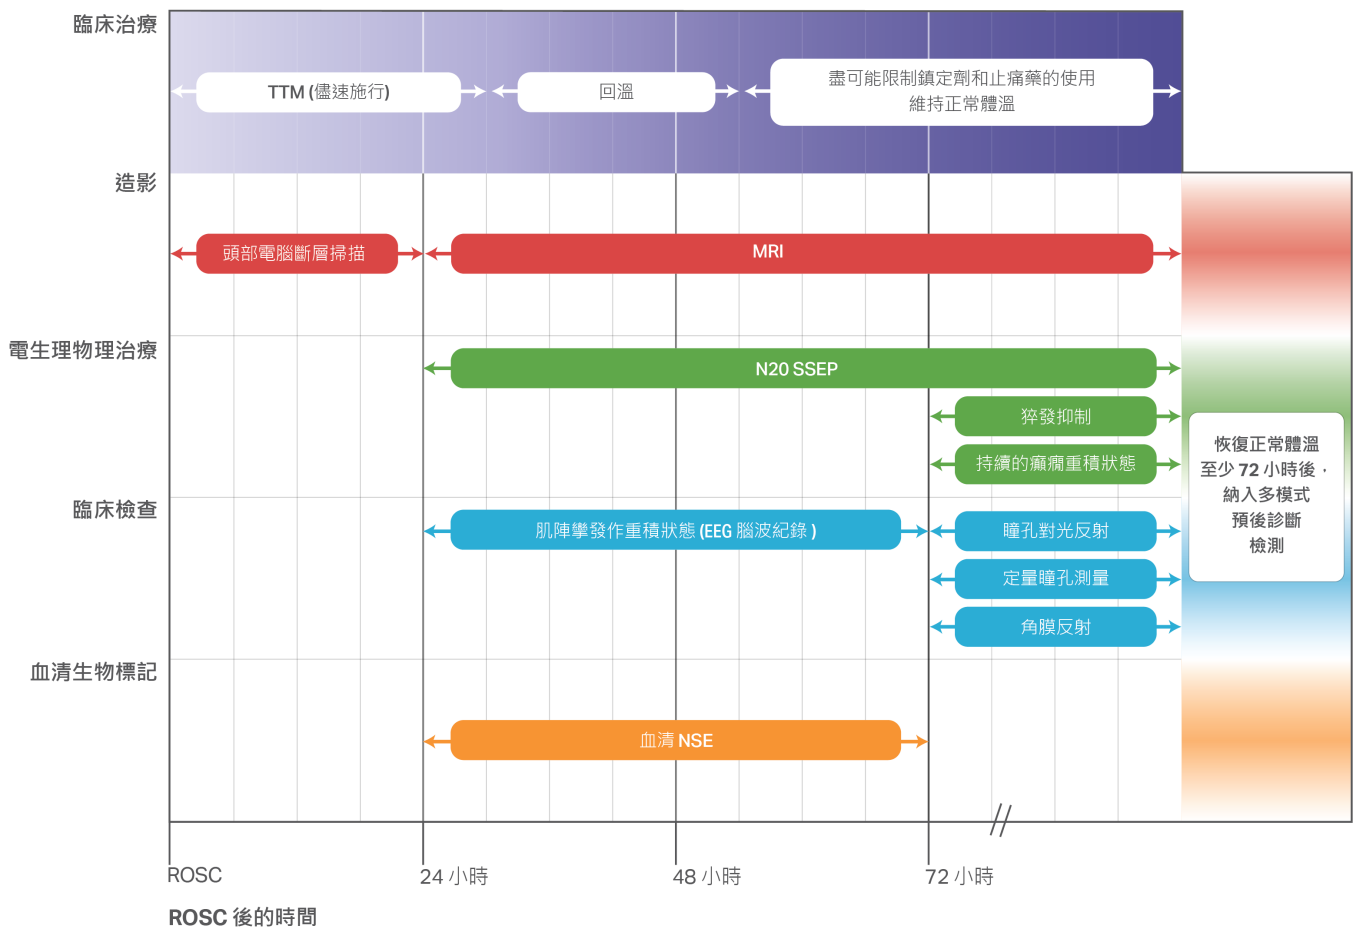 臨床治療
TTM (儘速施行)
回溫
盡可能限制鎮定劑和止痛藥的使用
維持正常體溫
造影
頭部電腦斷層掃描
MRI
電生理物理治療
N20 SSEP
猝發抑制
持續的癲癇重積狀態
臨床檢查
肌陣攣發作重積狀態 (EEG 腦波紀錄 )
瞳孔對光反射
定量瞳孔測量
角膜反射
恢復正常體溫
至少 72 小時後，
納入多模式
預後診斷
檢測
血清生物標記
血清 NSE
ROSC
24 小時
48 小時
72 小時
ROSC 後的時間